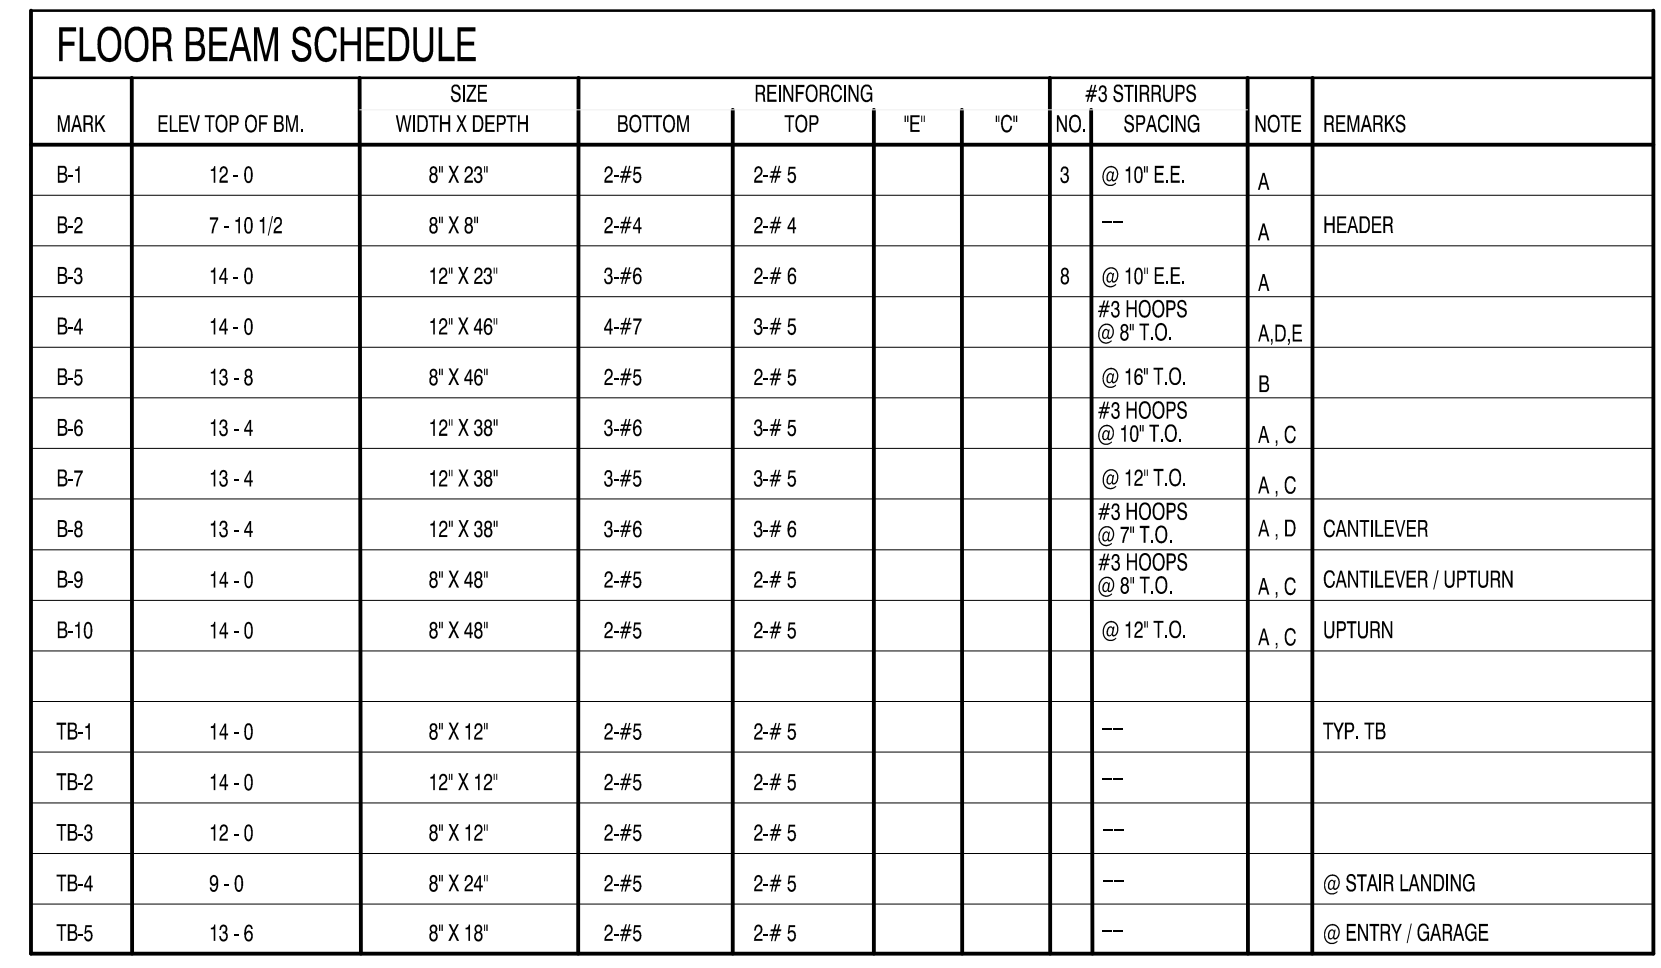 FLOOR BEAM SCHEDULE
SIZE REINFORCING #3 STIRRUPS
MARK ELEV TOP OF BM. WIDTH X DEPTH BOTTOM TOP "E" "C" NO. SPACING NOTE REMARKS
B-1 12 - 0 8" X 23" 2-#5 2-# 5 3 @ 10" E.E. A
B-2 7 - 10 1/2 8" X 8" 2-#4 2-# 4 -- A HEADER
B-3 14 - 0 12" X 23" 3-#6 2-# 6 8 @ 10" E.E. A
B-4 14 - 0 12" X 46" 4-#7 3-# 5 #3 HOOPS @ 8" T.O. A,D,E
B-5 13 - 8 8" X 46" 2-#5 2-# 5 @ 16" T.O. B
B-6 13 - 4 12" X 38" 3-#6 3-# 5 #3 HOOPS @ 10" T.O. A , C
B-7 13 - 4 12" X 38" 3-#5 3-# 5 @ 12" T.O. A , C
B-8 13 - 4 12" X 38" 3-#6 3-# 6 #3 HOOPS @ 7" T.O. A , D CANTILEVER
B-9 14 - 0 8" X 48" 2-#5 2-# 5 #3 HOOPS @ 8" T.O. A , C CANTILEVER / UPTURN
B-10 14 - 0 8" X 48" 2-#5 2-# 5 @ 12" T.O. A , C UPTURN
TB-1 14 - 0 8" X 12" 2-#5 2-# 5 -- TYP. TB
TB-2 14 - 0 12" X 12" 2-#5 2-# 5 --
TB-3 12 - 0 8" X 12" 2-#5 2-# 5 --
TB-4 9 - 0 8" X 24" 2-#5 2-# 5 -- @ STAIR LANDING
TB-5 13 - 6 8" X 18" 2-#5 2-# 5 -- @ ENTRY / GARAGE